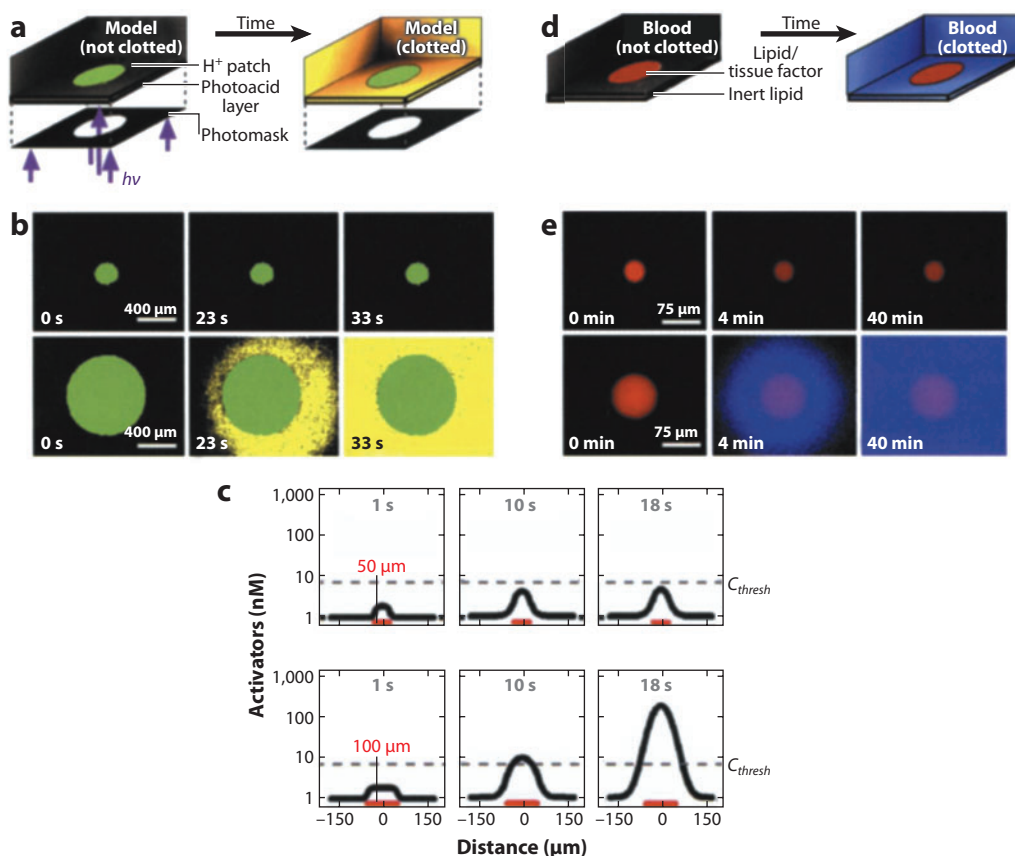 a
Model
(not clotted)
Time
Model
(clotted)
H⁺ patch
Photoacid
layer
Photomask
hν
d
Blood
(not clotted)
Time
Blood
(clotted)
Lipid/
tissue factor
Inert lipid
b
0 s
400 μm
23 s
33 s
0 s
400 μm
23 s
33 s
e
0 min
75 μm
4 min
40 min
0 min
75 μm
4 min
40 min
c
Activators (nM)
1,000
100
10
1
1 s
50 μm
10 s
18 s
C thresh
1,000
100
10
1
1 s
100 μm
10 s
18 s
C thresh
−150 0 150 −150 0 150 −150 0 150
Distance (μm)